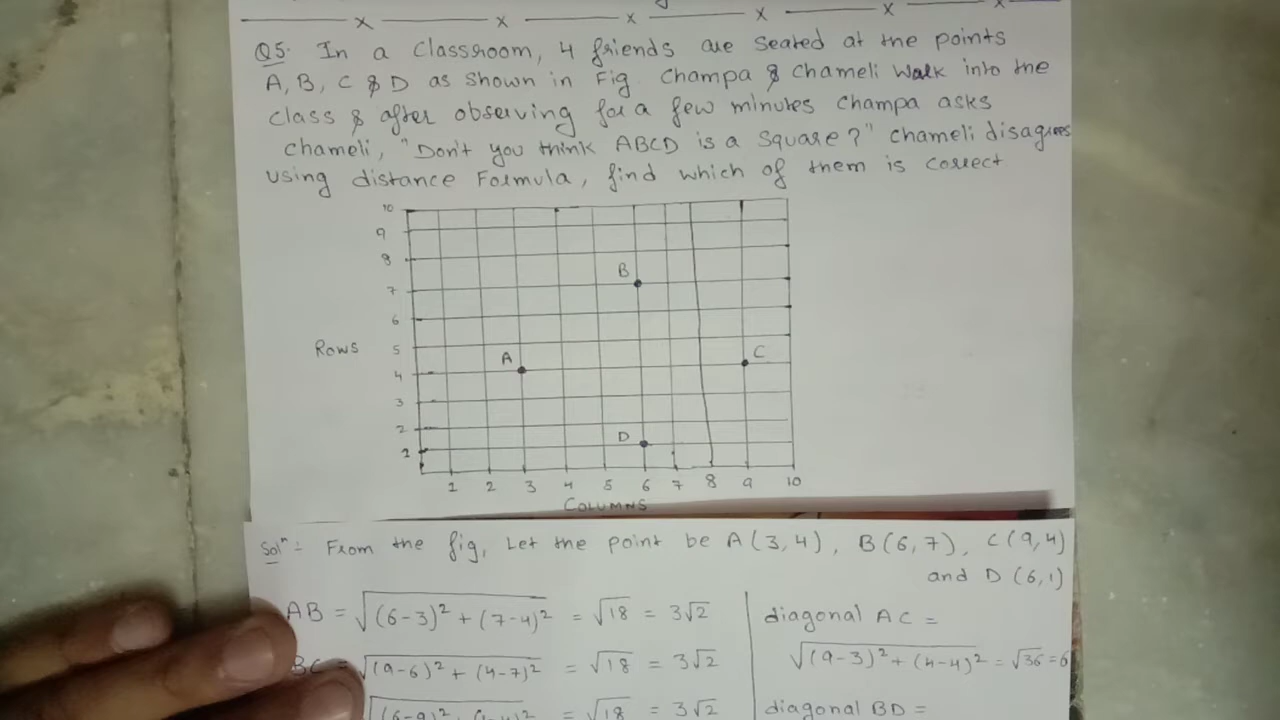 Q5. In a Classroom, 4 friends are seated at the points
A, B, C & D as shown in Fig. Champa & Chameli Walk into the
class & after observing for a few minutes champa asks
chameli, "Don't you think ABCD is a square?" chameli disagrees
using distance Formula, find which of them is correct
10
9
8
7
6
5
4
3
2
1
Rows
A
B
C
D
1 2 3 4 5 6 7 8 9 10
COLUMNS
Solⁿ:- From the fig, Let the point be A(3,4), B(6,7), C(9,4)
and D (6,1)
AB = √(6-3)² + (7-4)² = √18 = 3√2
BC = √(9-6)² + (4-7)² = √18 = 3√2
= √18 = 3√2
diagonal AC =
√(9-3)² + (4-4)² = √36 = 6
diagonal BD =